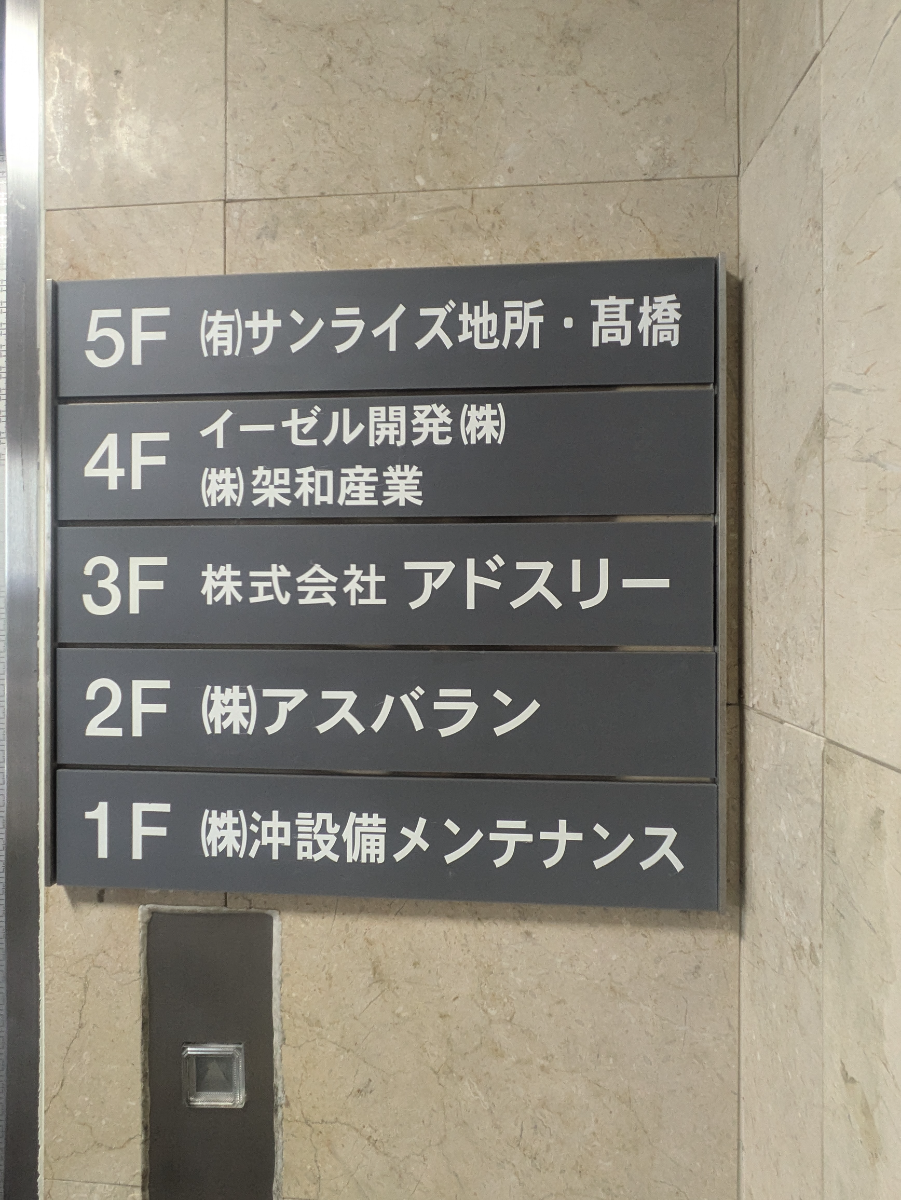 5F ㈲サンライズ地所・髙橋
4F イーゼル開発㈱
㈱架和産業
3F 株式会社 アドスリー
2F ㈱アスバラン
1F ㈱沖設備メンテナンス